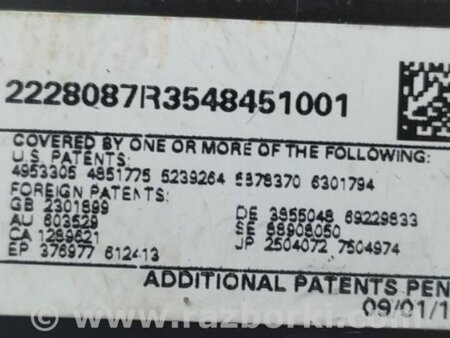 2228087R3548451001
COVERED BY ONE OR MORE OF THE FOLLOWING:
U.S. PATENTS:
4953305 4851775 5239264 6878370 6301794
FOREIGN PATENTS:
GB 2301899 DE 3855048 69229833
AU 603529 SE 88908050
CA 1289621 JP 2504072 7504974
EP 376977 612413
ADDITIONAL PATENTS PEN
09/01/1
© www.razborki.com